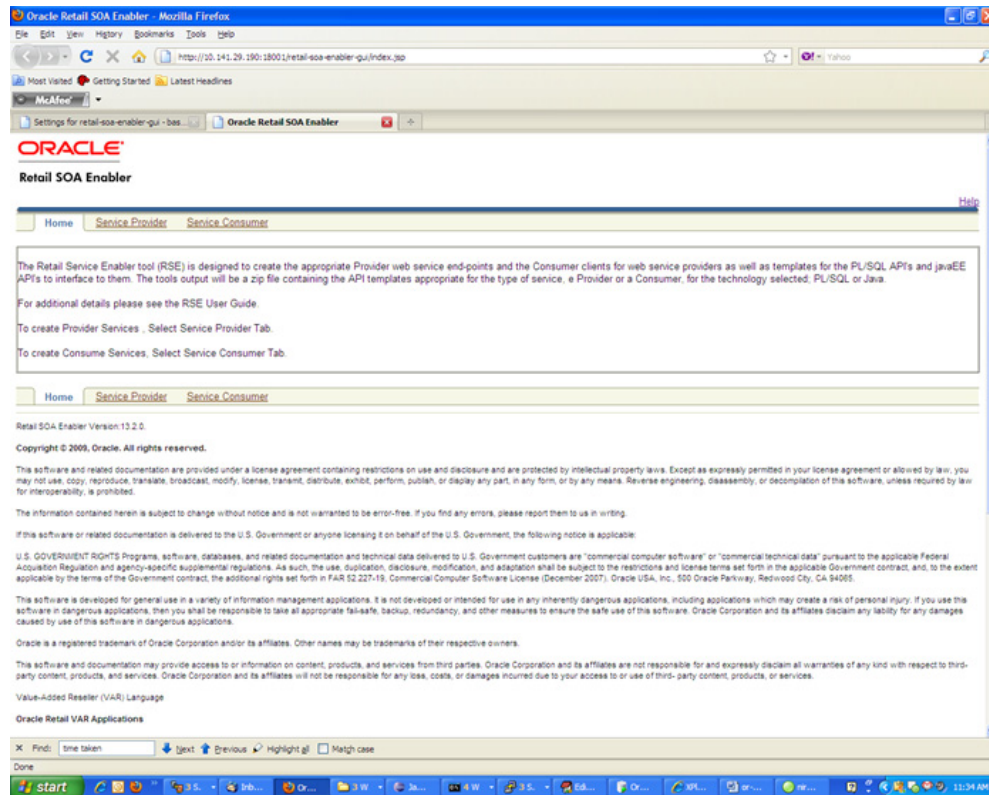 Oracle Retail SOA Enabler - Mozilla Firefox
File Edit View History Bookmarks Tools Help
http://10.141.29.190:18001/retail-soa-enabler-gui/index.jsp
Yahoo
Most Visited Getting Started Latest Headlines
McAfee
Settings for retail-soa-enabler-gui - bas...
Oracle Retail SOA Enabler
ORACLE
Retail SOA Enabler
Help
Home Service Provider Service Consumer
The Retail Service Enabler tool (RSE) is designed to create the appropriate Provider web service end-points and the Consumer clients for web service providers as well as templates for the PL/SQL API's and javaEE
API's to interface to them. The tools output will be a zip file containing the API templates appropriate for the type of service, e Provider or a Consumer, for the technology selected; PL/SQL or Java.
For additional details please see the RSE User Guide.
To create Provider Services , Select Service Provider Tab.
To create Consume Services, Select Service Consumer Tab.
Home Service Provider Service Consumer
Retail SOA Enabler Version:13.2.0.
Copyright © 2009, Oracle. All rights reserved.
This software and related documentation are provided under a license agreement containing restrictions on use and disclosure and are protected by intellectual property laws. Except as expressly permitted in your license agreement or allowed by law, you
may not use, copy, reproduce, translate, broadcast, modify, license, transmit, distribute, exhibit, perform, publish, or display any part, in any form, or by any means. Reverse engineering, disassembly, or decompilation of this software, unless required by law
for interoperability, is prohibited.
The information contained herein is subject to change without notice and is not warranted to be error-free. If you find any errors, please report them to us in writing.
If this software or related documentation is delivered to the U.S. Government or anyone licensing it on behalf of the U.S. Government, the following notice is applicable:
U.S. GOVERNMENT RIGHTS Programs, software, databases, and related documentation and technical data delivered to U.S. Government customers are "commercial computer software" or "commercial technical data" pursuant to the applicable Federal
Acquisition Regulation and agency-specific supplemental regulations. As such, the use, duplication, disclosure, modification, and adaptation shall be subject to the restrictions and license terms set forth in the applicable Government contract, and, to the extent
applicable by the terms of the Government contract, the additional rights set forth in FAR 52.227-19, Commercial Computer Software License (December 2007). Oracle USA, Inc., 500 Oracle Parkway, Redwood City, CA 94065.
This software is developed for general use in a variety of information management applications. It is not developed or intended for use in any inherently dangerous applications, including applications which may create a risk of personal injury. If you use this
software in dangerous applications, then you shall be responsible to take all appropriate fail-safe, backup, redundancy, and other measures to ensure the safe use of this software. Oracle Corporation and its affiliates disclaim any liability for any damages
caused by use of this software in dangerous applications.
Oracle is a registered trademark of Oracle Corporation and/or its affiliates. Other names may be trademarks of their respective owners.
This software and documentation may provide access to or information on content, products, and services from third parties. Oracle Corporation and its affiliates are not responsible for and expressly disclaim all warranties of any kind with respect to third-
party content, products, and services. Oracle Corporation and its affiliates will not be responsible for any loss, costs, or damages incurred due to your access to or use of third- party content, products, or services.
Value-Added Reseller (VAR) Language
Oracle Retail VAR Applications
Find: time taken Next Previous Highlight all Match case
Done
start 3 S. Inb... Or... 3 W Ja... 4 W 3 S. Edi... Or... XPI... or-... 11:34 AM